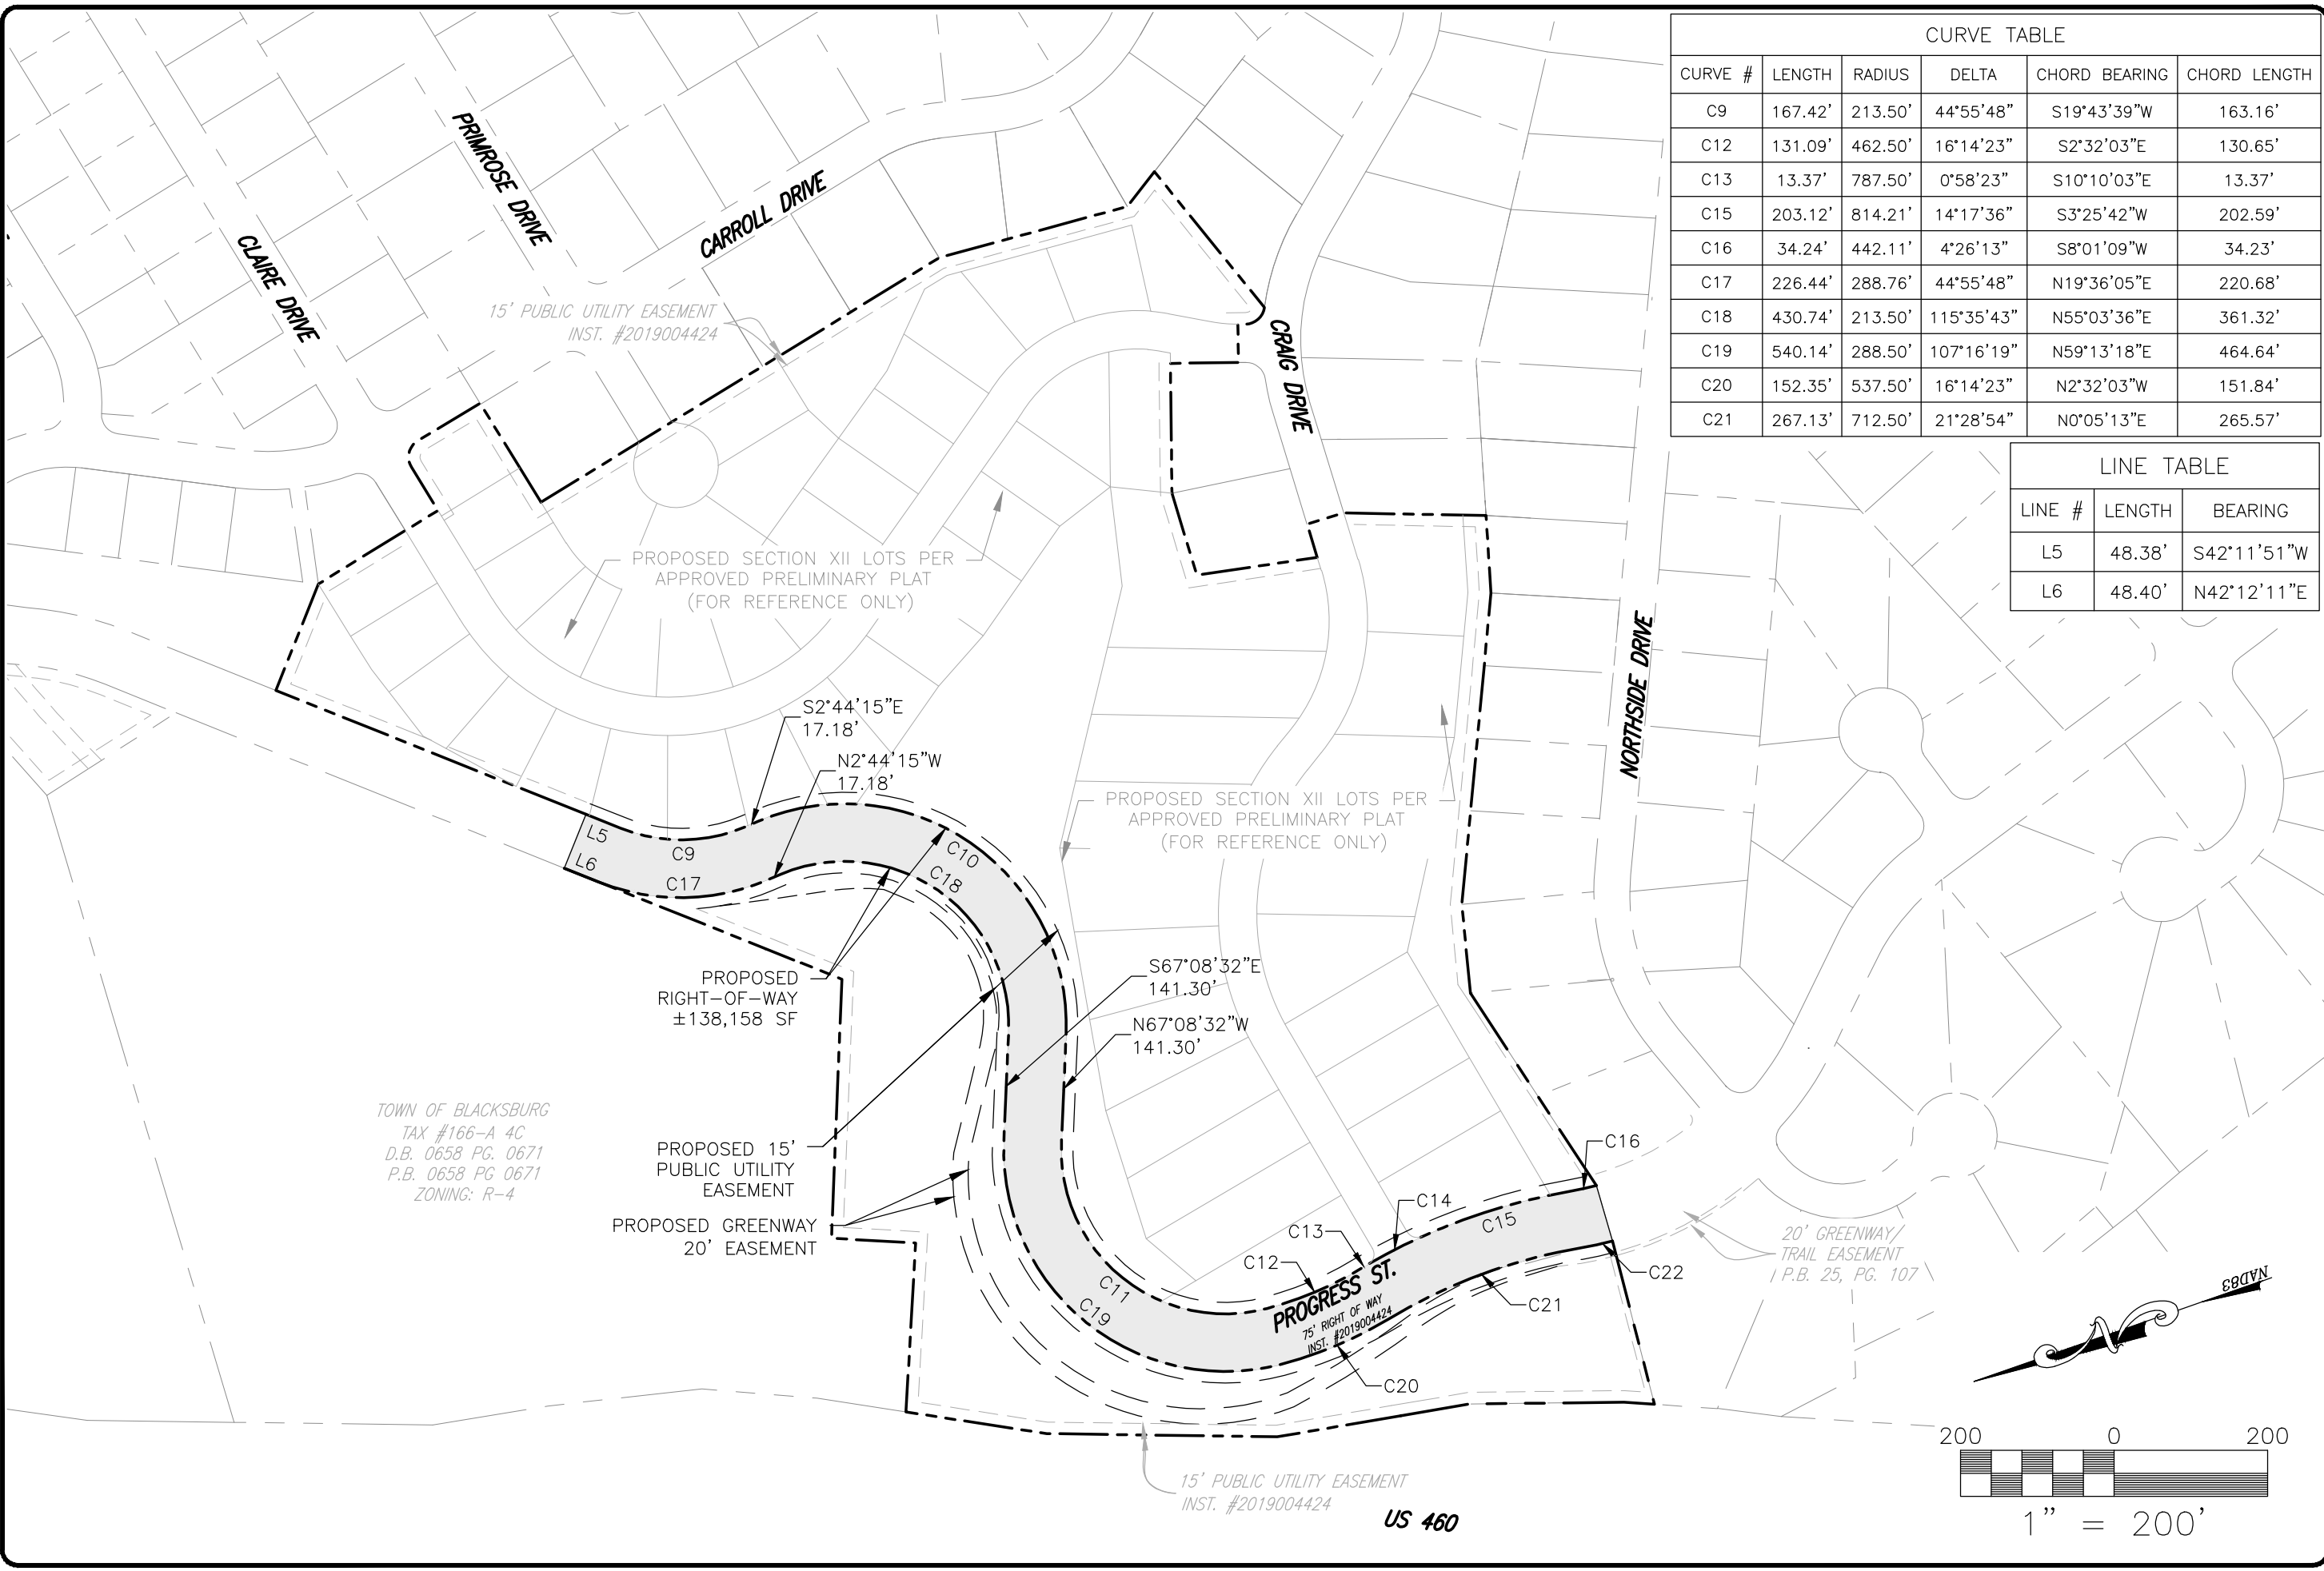 CURVE TABLE
CURVE # LENGTH RADIUS DELTA CHORD BEARING CHORD LENGTH
C9 167.42' 213.50' 44°55'48" S19°43'39"W 163.16'
C12 131.09' 462.50' 16°14'23" S2°32'03"E 130.65'
C13 13.37' 787.50' 0°58'23" S10°10'03"E 13.37'
C15 203.12' 814.21' 14°17'36" S3°25'42"W 202.59'
C16 34.24' 442.11' 4°26'13" S8°01'09"W 34.23'
C17 226.44' 288.76' 44°55'48" N19°36'05"E 220.68'
C18 430.74' 213.50' 115°35'43" N55°03'36"E 361.32'
C19 540.14' 288.50' 107°16'19" N59°13'18"E 464.64'
C20 152.35' 537.50' 16°14'23" N2°32'03"W 151.84'
C21 267.13' 712.50' 21°28'54" N0°05'13"E 265.57'
LINE TABLE
LINE # LENGTH BEARING
L5 48.38' S42°11'51"W
L6 48.40' N42°12'11"E
PRIMROSE DRIVE
CLAIRE DRIVE
CARROLL DRIVE
CRAIG DRIVE
NORTHSIDE DRIVE
15' PUBLIC UTILITY EASEMENT
INST. #2019004424
PROPOSED SECTION XII LOTS PER
APPROVED PRELIMINARY PLAT
(FOR REFERENCE ONLY)
S2°44'15"E
17.18'
N2°44'15"W
17.18'
PROPOSED SECTION XII LOTS PER
APPROVED PRELIMINARY PLAT
(FOR REFERENCE ONLY)
L5
L6
C9
C17
C10
C18
PROPOSED
RIGHT-OF-WAY
±138,158 SF
S67°08'32"E
141.30'
N67°08'32"W
141.30'
TOWN OF BLACKSBURG
TAX #166-A 4C
D.B. 0658 PG. 0671
P.B. 0658 PG 0671
ZONING: R-4
PROPOSED 15'
PUBLIC UTILITY
EASEMENT
PROPOSED GREENWAY
20' EASEMENT
C11
C19
C12
C13
C14
C15
C16
PROGRESS ST.
75' RIGHT OF WAY
INST. #2019004424
C20
C21
C22
20' GREENWAY/
TRAIL EASEMENT
P.B. 25, PG. 107
NAD83
N
15' PUBLIC UTILITY EASEMENT
INST. #2019004424
US 460
200 0 200
1" = 200'